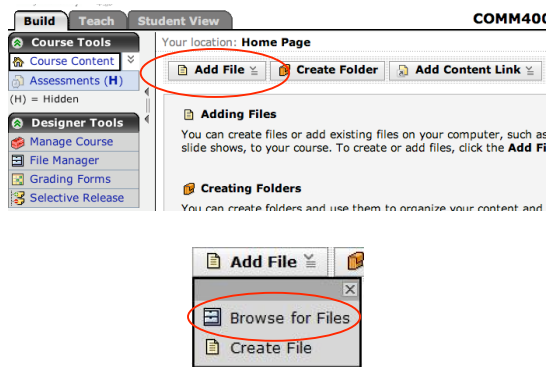 Build Teach Student View COMM400
Course Tools
Your location: Home Page
Course Content
Assessments (H)
(H) = Hidden
Add File Create Folder Add Content Link
Designer Tools
Manage Course
File Manager
Grading Forms
Selective Release
Adding Files
You can create files or add existing files on your computer, such as
slide shows, to your course. To create or add files, click the Add Fi
Creating Folders
You can create folders and use them to organize your content and
Add File
Browse for Files
Create File